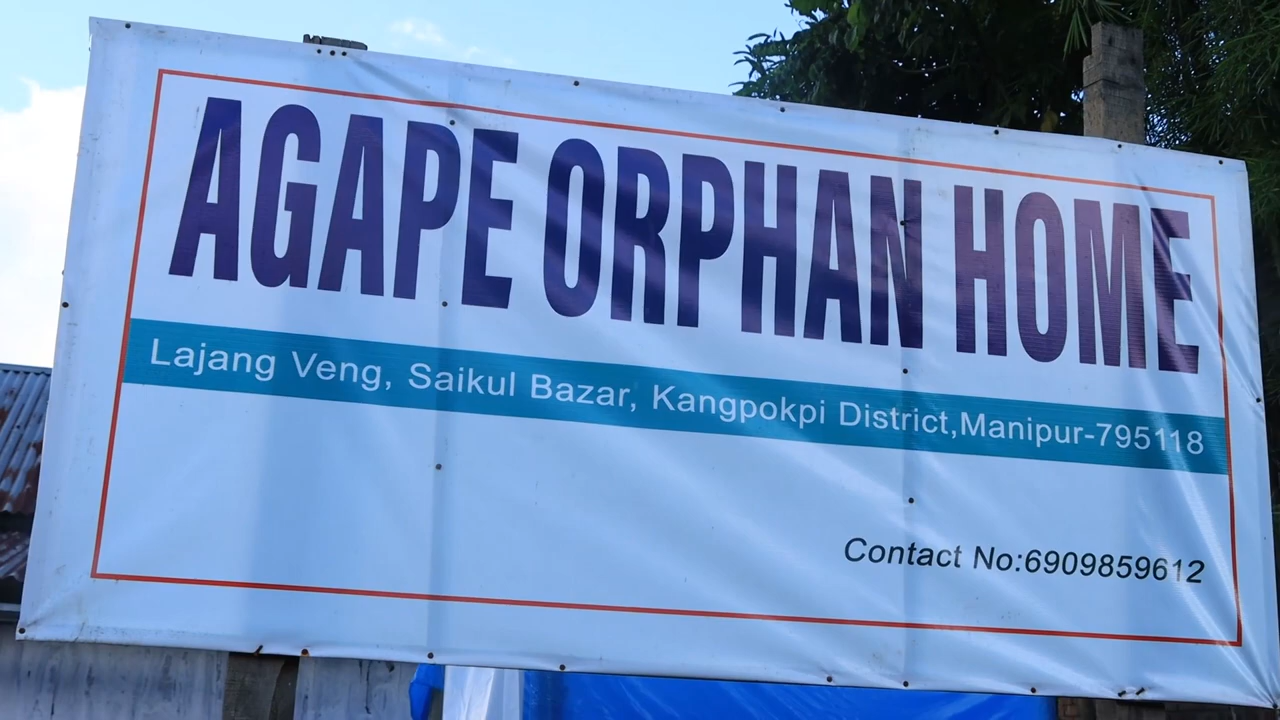 AGAPE ORPHAN HOME
Lajang Veng, Saikul Bazar, Kangpokpi District,Manipur-795118
Contact No:6909859612